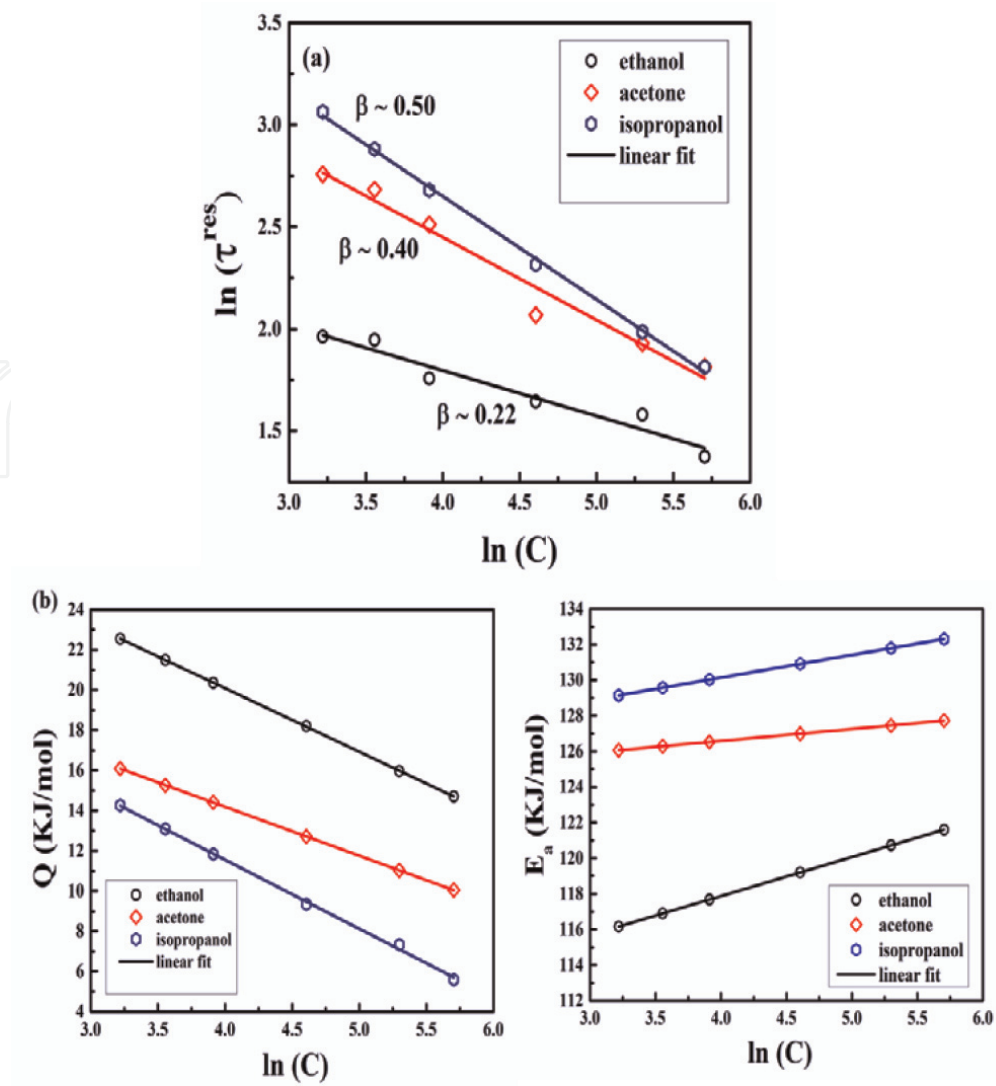 (a)
ethanol
acetone
isopropanol
linear fit
β ~ 0.50
β ~ 0.40
β ~ 0.22
ln (τ^res)
3.5
3.0
2.5
2.0
1.5
3.0 3.5 4.0 4.5 5.0 5.5 6.0
ln (C)
(b)
Q (KJ/mol)
24
22
20
18
16
14
12
10
8
6
4
ethanol
acetone
isopropanol
linear fit
3.0 3.5 4.0 4.5 5.0 5.5 6.0
ln (C)
E_a (KJ/mol)
134
132
130
128
126
124
122
120
118
116
114
112
ethanol
acetone
isopropanol
linear fit
3.0 3.5 4.0 4.5 5.0 5.5 6.0
ln (C)